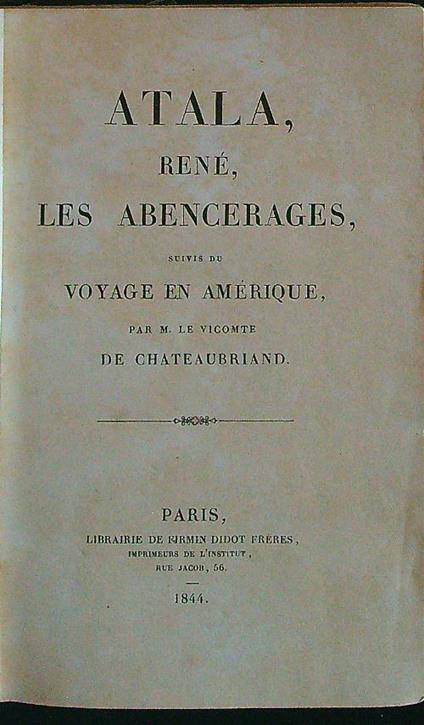 ATALA,
RENÉ,
LES ABENCERAGES,
SUIVIS DU
VOYAGE EN AMÉRIQUE,
PAR M. LE VICOMTE
DE CHATEAUBRIAND.
PARIS,
LIBRAIRIE DE FIRMIN DIDOT FRÈRES,
IMPRIMEURS DE L'INSTITUT,
RUE JACOB, 56.
1844.